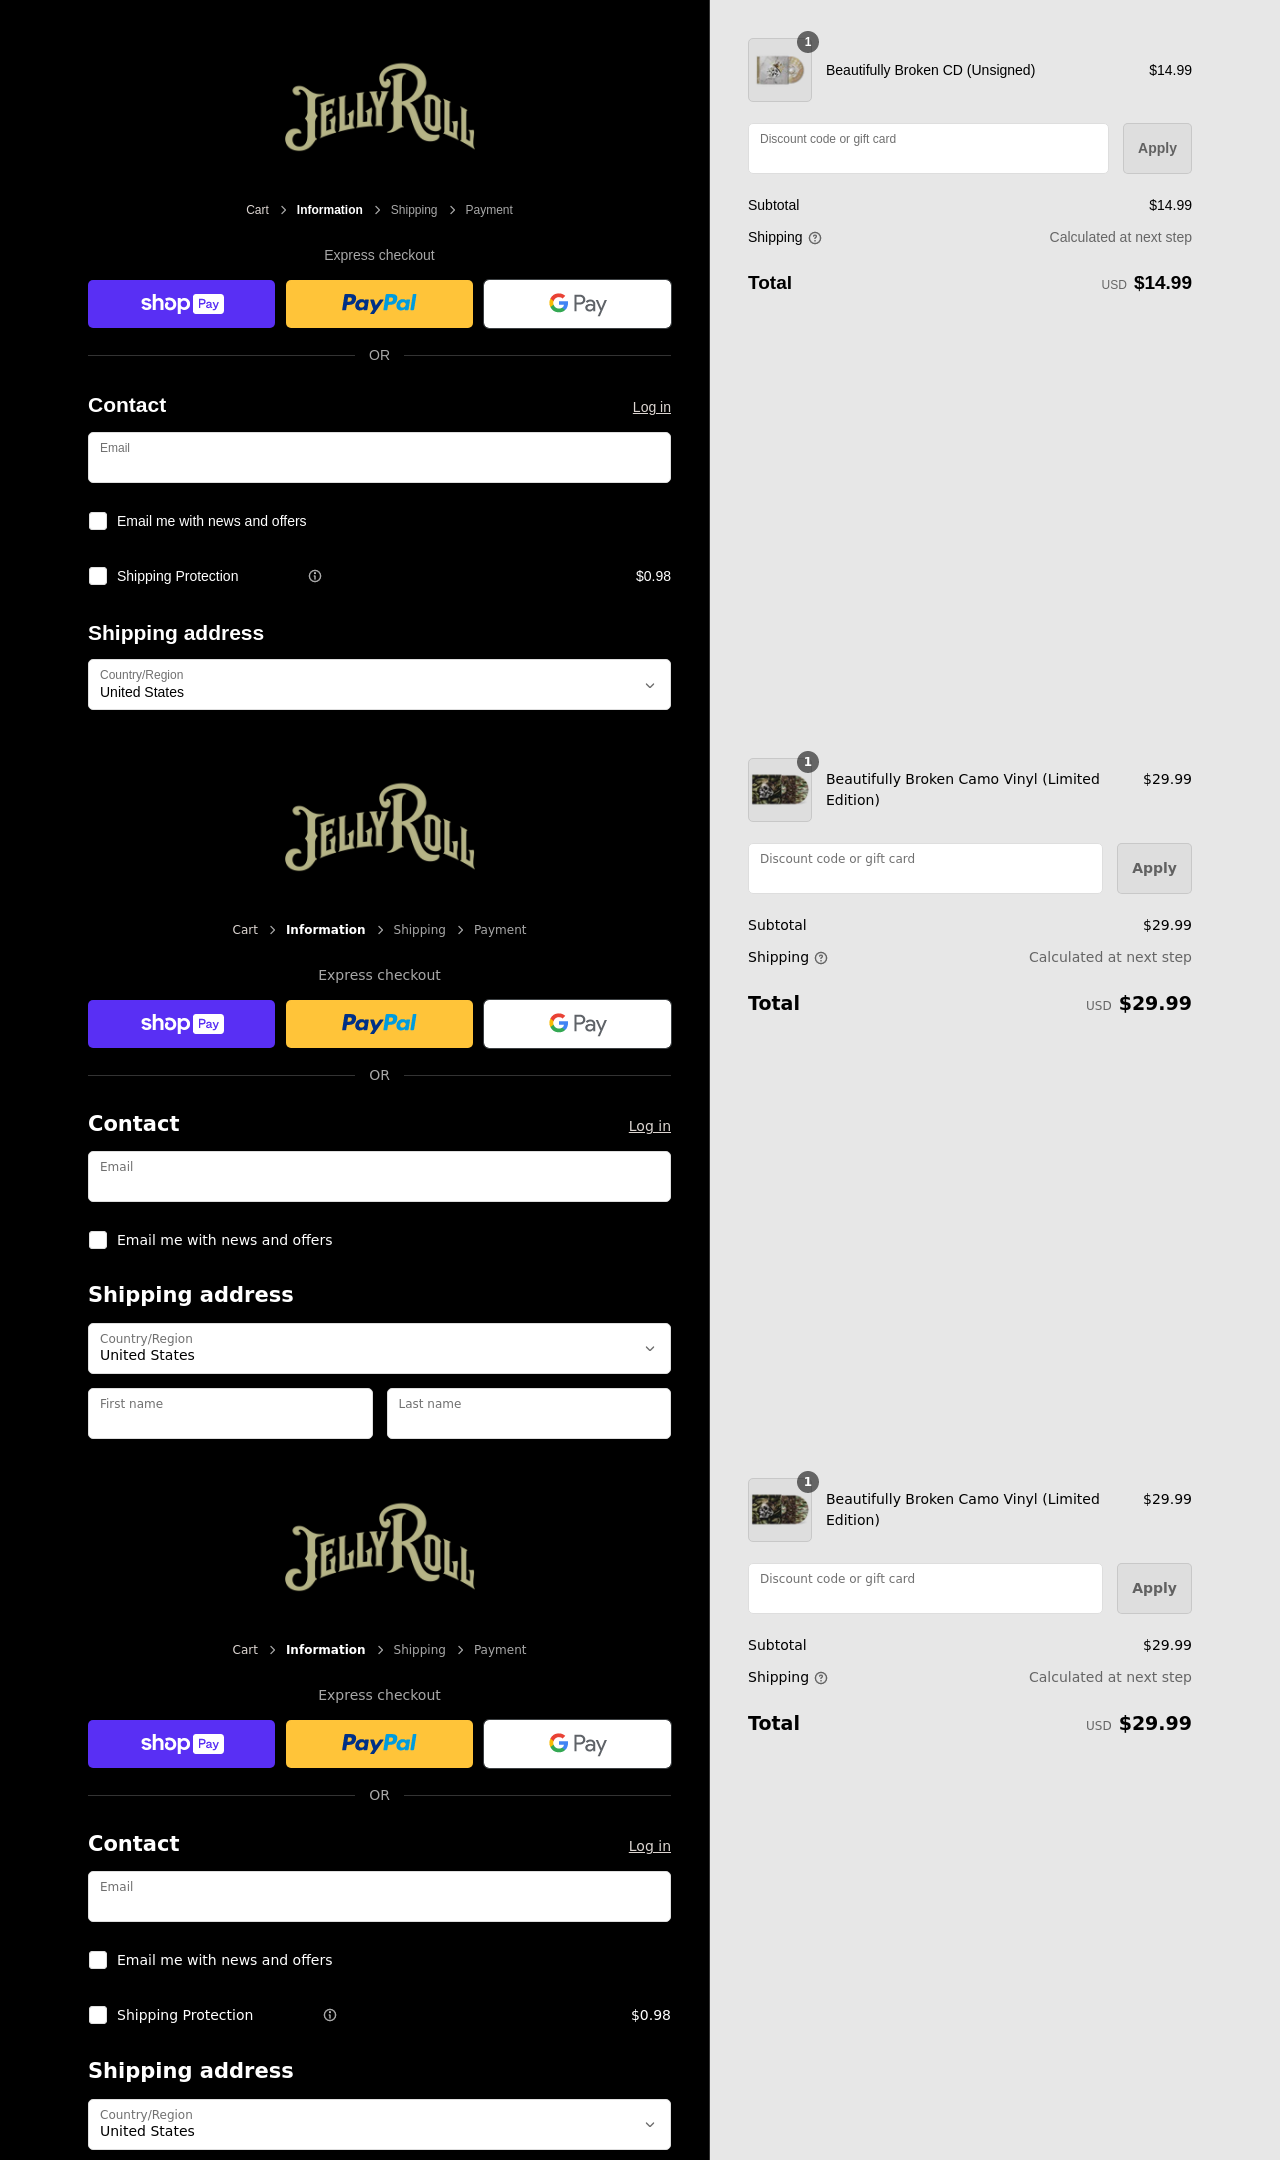 JELLYROLL
Cart > Information > Shipping > Payment
Express checkout
shop Pay
PayPal
G Pay
OR
Contact
Log in
Email
Email me with news and offers
Shipping Protection
$0.98
Shipping address
Country/Region
United States
1
Beautifully Broken CD (Unsigned)
$14.99
Discount code or gift card
Apply
Subtotal
$14.99
Shipping
Calculated at next step
Total
USD $14.99
JELLYROLL
Cart > Information > Shipping > Payment
Express checkout
shop Pay
PayPal
G Pay
OR
Contact
Log in
Email
Email me with news and offers
Shipping address
Country/Region
United States
First name
Last name
1
Beautifully Broken Camo Vinyl (Limited
Edition)
$29.99
Discount code or gift card
Apply
Subtotal
$29.99
Shipping
Calculated at next step
Total
USD $29.99
JELLYROLL
Cart > Information > Shipping > Payment
Express checkout
shop Pay
PayPal
G Pay
OR
Contact
Log in
Email
Email me with news and offers
Shipping Protection
$0.98
Shipping address
Country/Region
United States
1
Beautifully Broken Camo Vinyl (Limited
Edition)
$29.99
Discount code or gift card
Apply
Subtotal
$29.99
Shipping
Calculated at next step
Total
USD $29.99